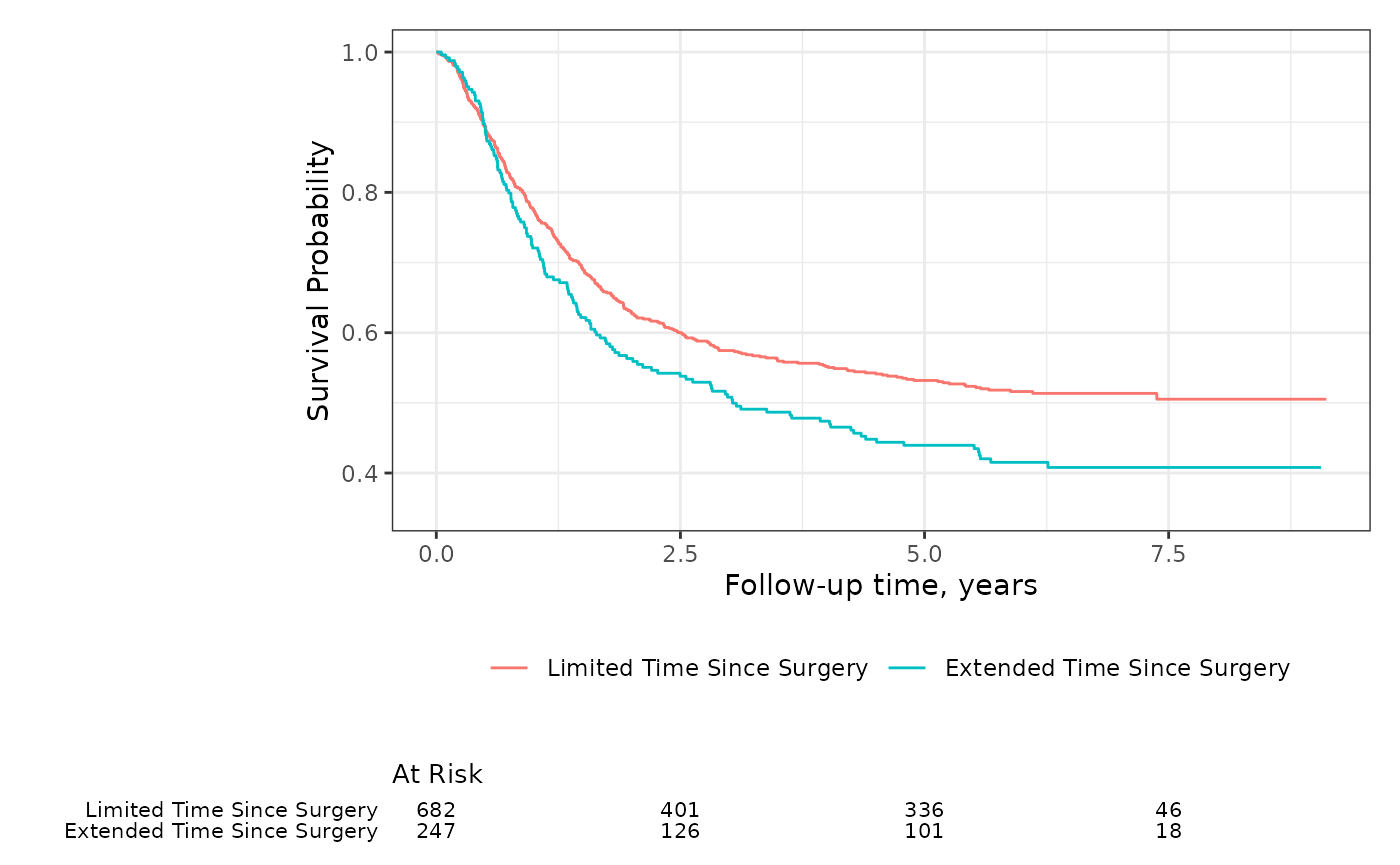 1.0
0.8
0.6
0.4
Survival Probability
0.0 2.5 5.0 7.5
Follow-up time, years
Limited Time Since Surgery Extended Time Since Surgery
At Risk
Limited Time Since Surgery 682 401 336 46
Extended Time Since Surgery 247 126 101 18